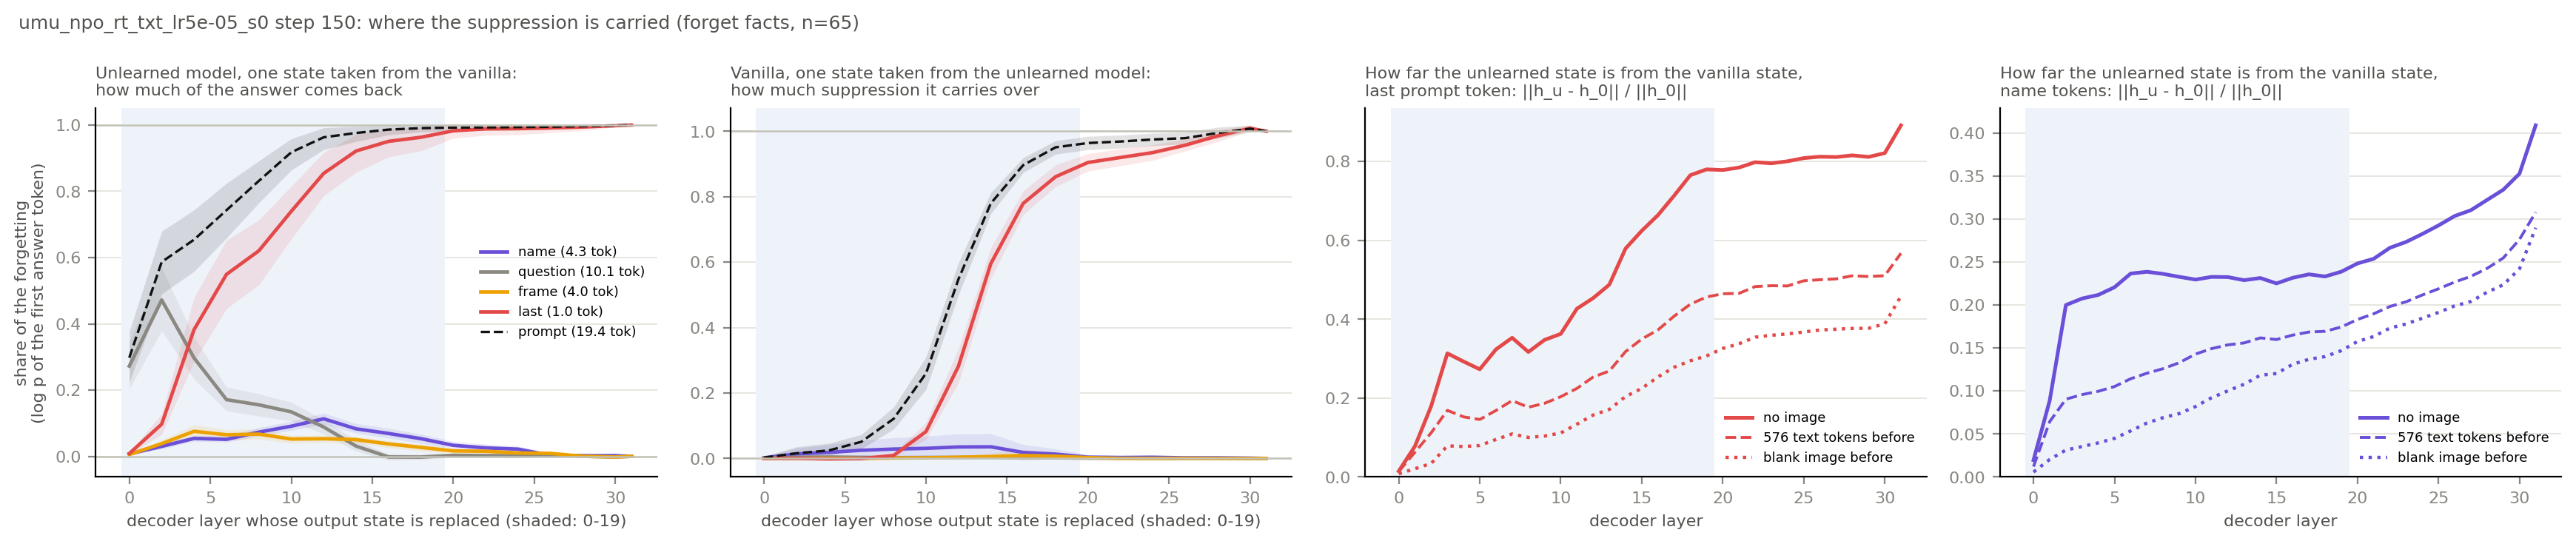 umu_npo_rt_txt_lr5e-05_s0 step 150: where the suppression is carried (forget facts, n=65)
Unlearned model, one state taken from the vanilla:
how much of the answer comes back
share of the forgetting
(log p of the first answer token)
1.0
0.8
0.6
0.4
0.2
0.0
name (4.3 tok)
question (10.1 tok)
frame (4.0 tok)
last (1.0 tok)
prompt (19.4 tok)
0 5 10 15 20 25 30
decoder layer whose output state is replaced (shaded: 0-19)
Vanilla, one state taken from the unlearned model:
how much suppression it carries over
1.0
0.8
0.6
0.4
0.2
0.0
0 5 10 15 20 25 30
decoder layer whose output state is replaced (shaded: 0-19)
How far the unlearned state is from the vanilla state,
last prompt token: ||h_u - h_0|| / ||h_0||
0.8
0.6
0.4
0.2
0.0
no image
576 text tokens before
blank image before
0 5 10 15 20 25 30
decoder layer
How far the unlearned state is from the vanilla state,
name tokens: ||h_u - h_0|| / ||h_0||
0.40
0.35
0.30
0.25
0.20
0.15
0.10
0.05
0.00
no image
576 text tokens before
blank image before
0 5 10 15 20 25 30
decoder layer